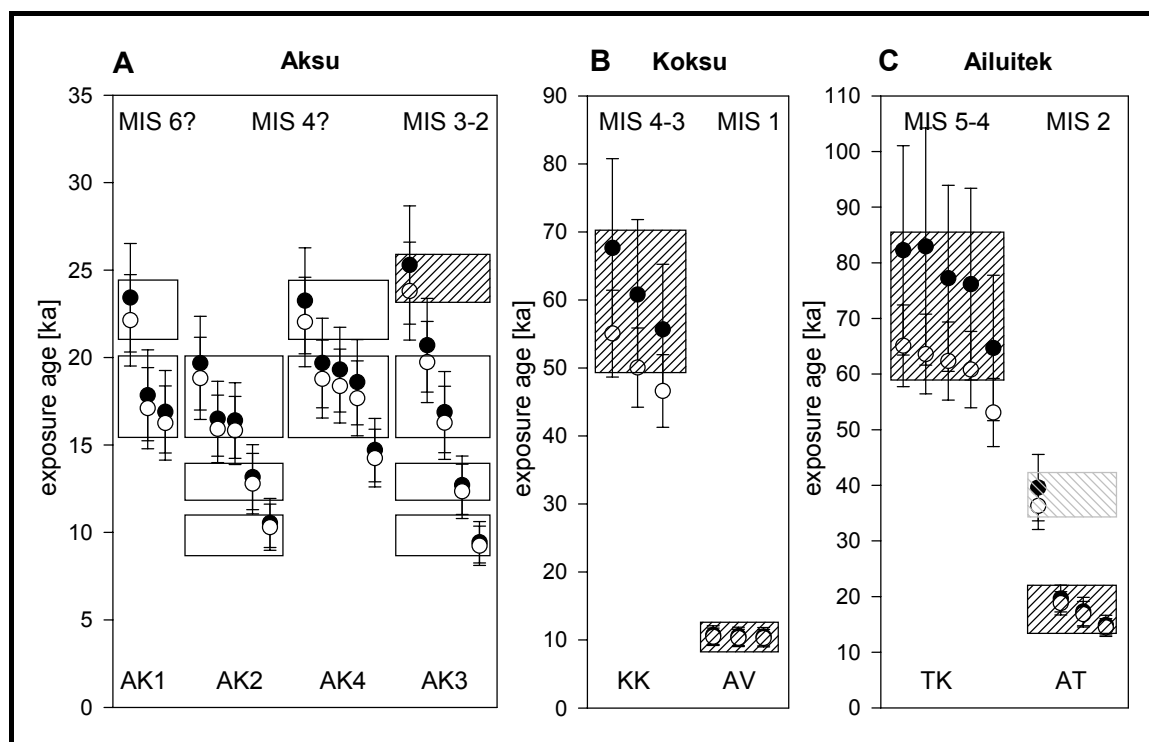 A Aksu
B Koksu
C Ailuitek
exposure age [ka]
35
30
25
20
15
10
5
0
MIS 6? MIS 4? MIS 3-2
AK1 AK2 AK4 AK3
exposure age [ka]
90
80
70
60
50
40
30
20
10
0
MIS 4-3 MIS 1
KK AV
exposure age [ka]
110
100
90
80
70
60
50
40
30
20
10
0
MIS 5-4 MIS 2
TK AT